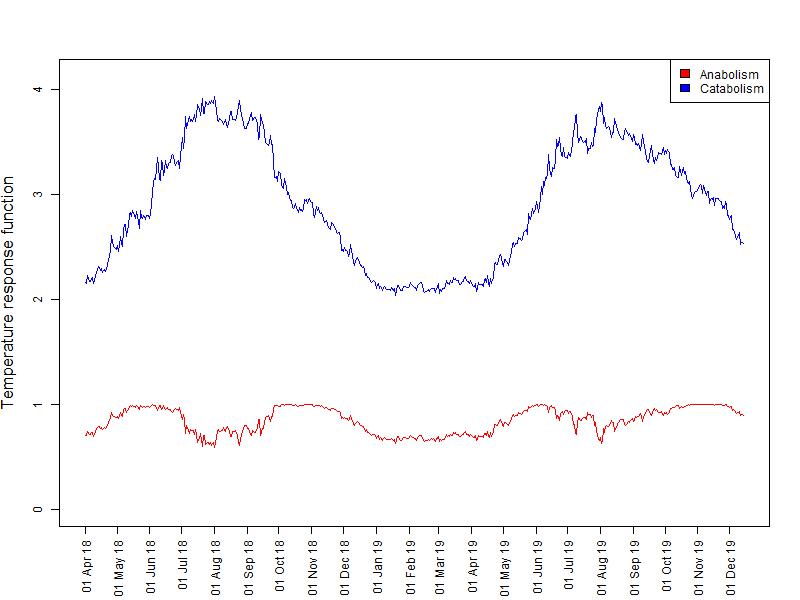 Anabolism
Catabolism
Temperature response function
4
3
2
1
0
01 Apr 18
01 May 18
01 Jun 18
01 Jul 18
01 Aug 18
01 Sep 18
01 Oct 18
01 Nov 18
01 Dec 18
01 Jan 19
01 Feb 19
01 Mar 19
01 Apr 19
01 May 19
01 Jun 19
01 Jul 19
01 Aug 19
01 Sep 19
01 Oct 19
01 Nov 19
01 Dec 19